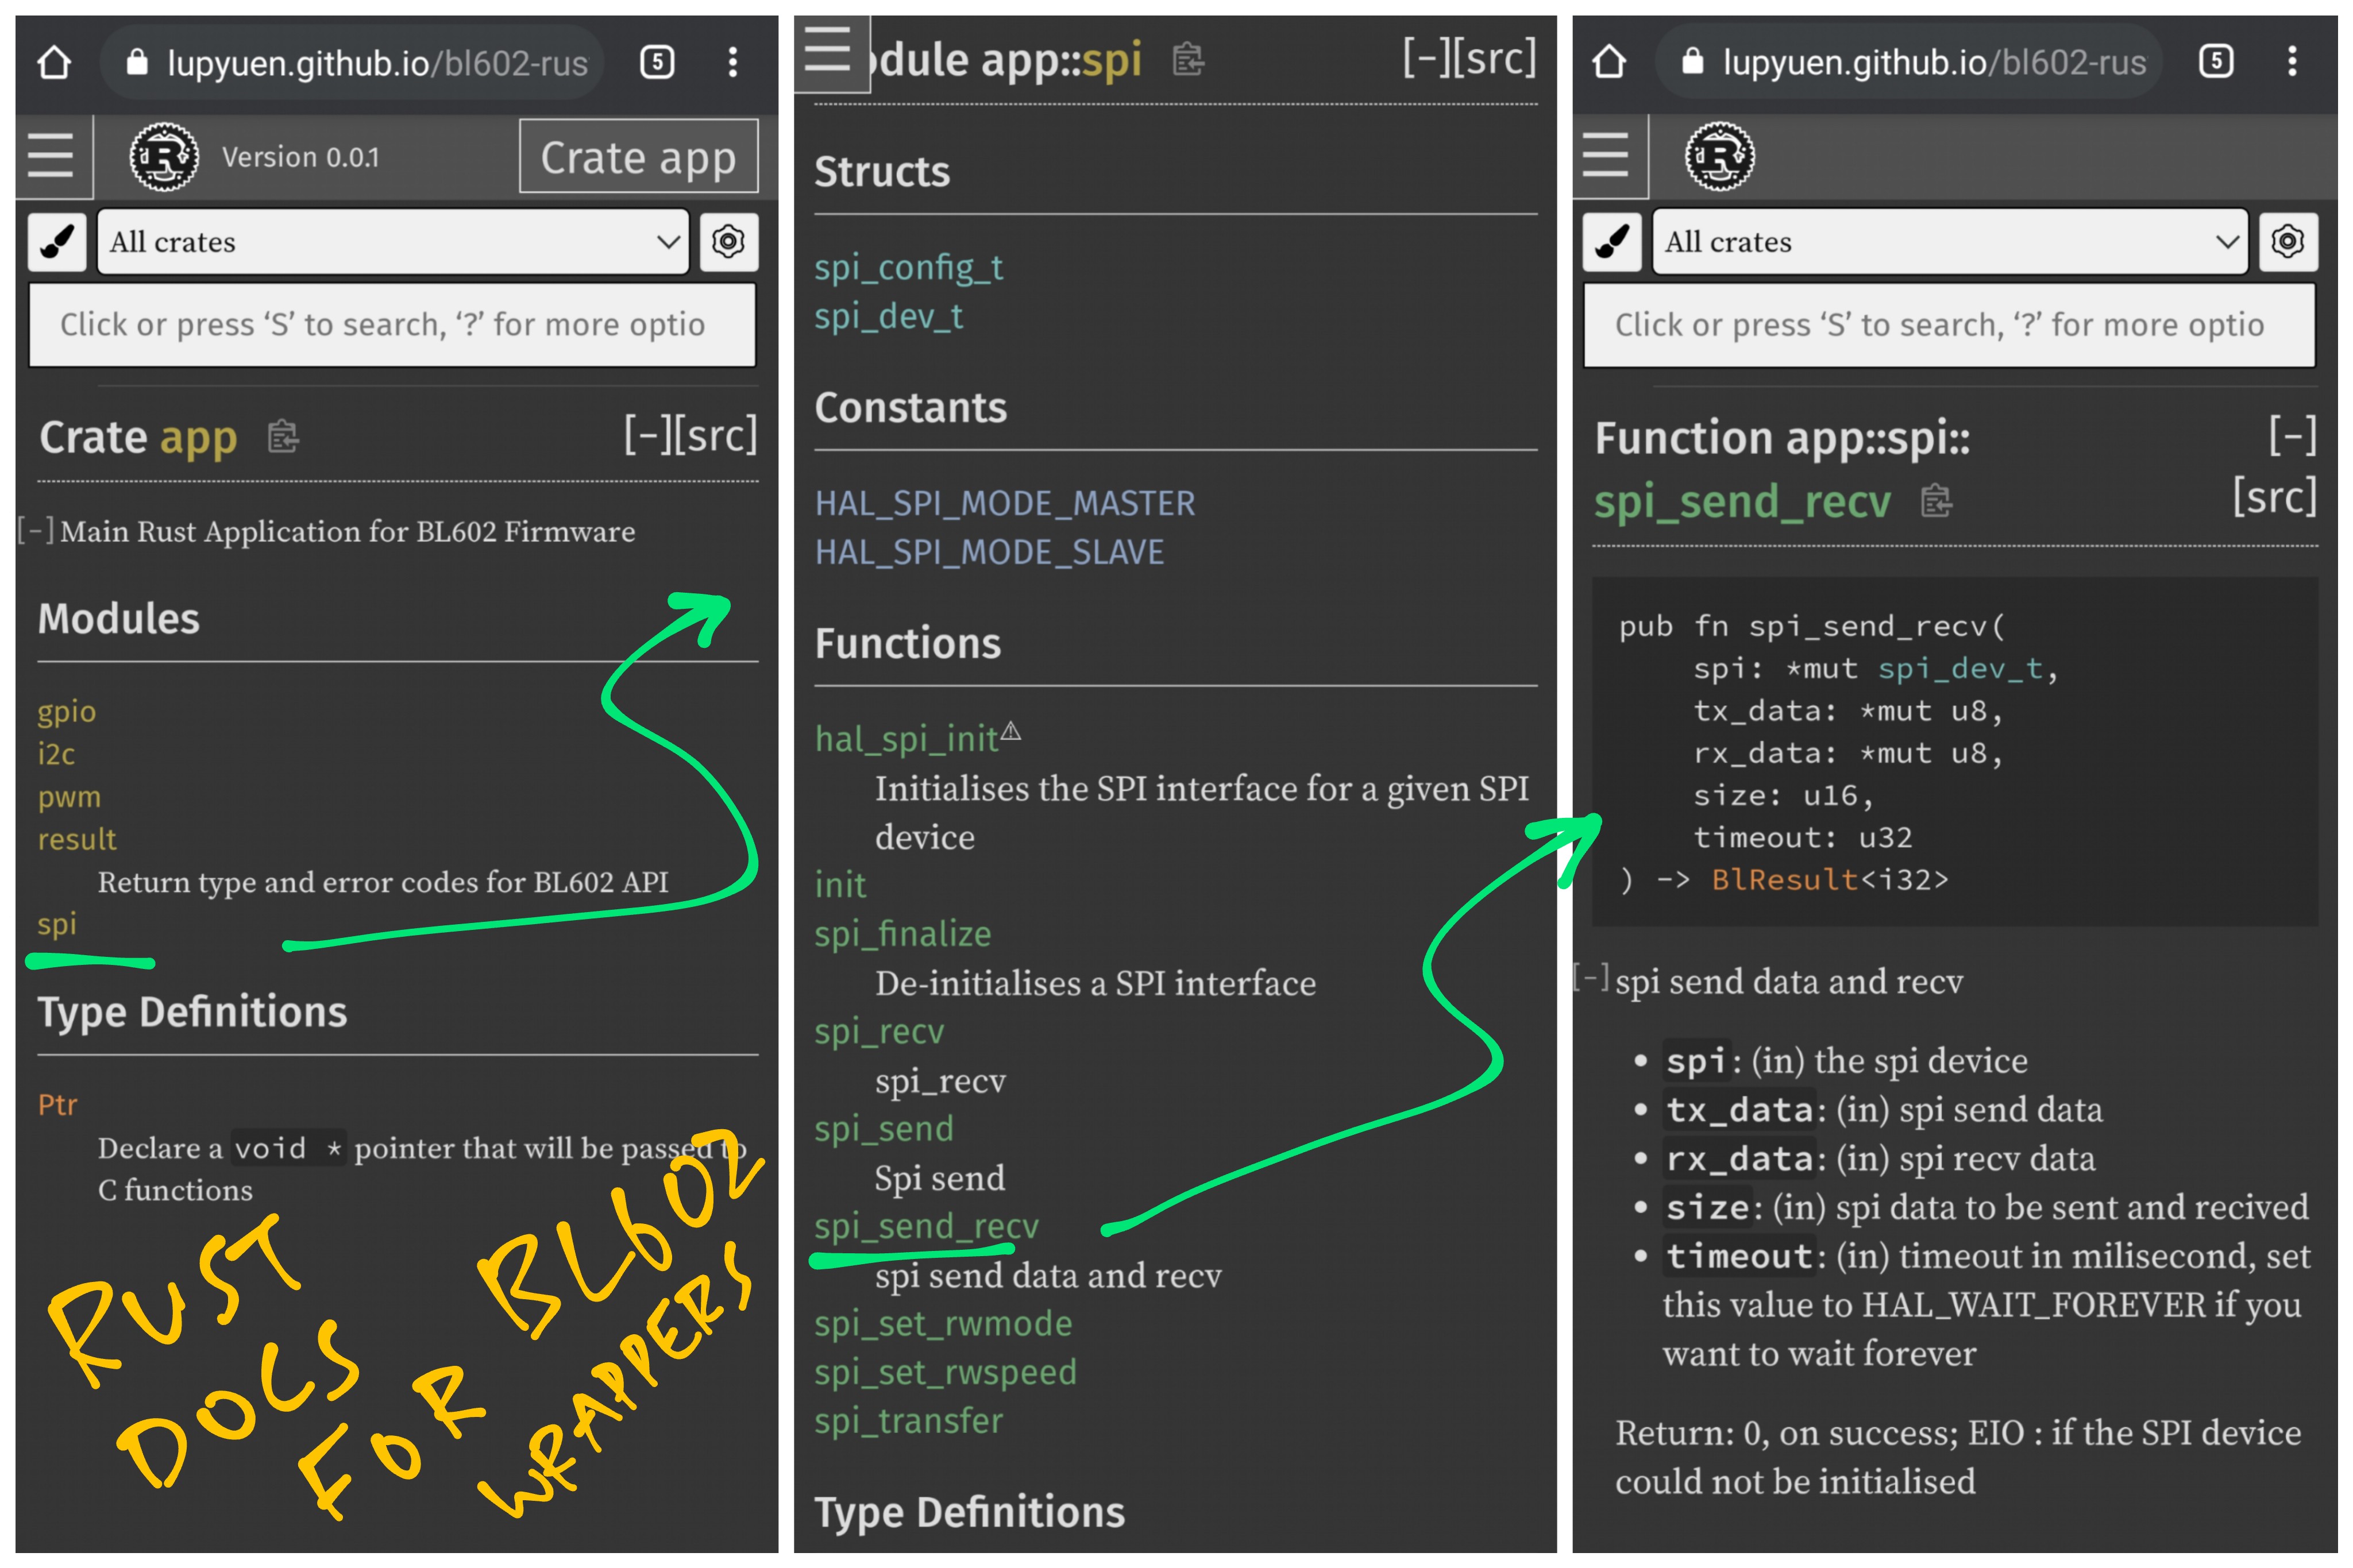 lupyuen.github.io/bl602-rus
5
Version 0.0.1
Crate app
All crates
Click or press ‘S’ to search, ‘?’ for more optio
Crate app
[-][src]
[-] Main Rust Application for BL602 Firmware
Modules
gpio
i2c
pwm
result
Return type and error codes for BL602 API
spi
Type Definitions
Ptr
Declare a void * pointer that will be passed to
C functions
RUST
DOCS
FOR
BL602
WRAPPERS
odule app::spi
[-][src]
Structs
spi_config_t
spi_dev_t
Constants
HAL_SPI_MODE_MASTER
HAL_SPI_MODE_SLAVE
Functions
hal_spi_init⚠
Initialises the SPI interface for a given SPI
device
init
spi_finalize
De-initialises a SPI interface
spi_recv
spi_recv
spi_send
Spi send
spi_send_recv
spi send data and recv
spi_set_rwmode
spi_set_rwspeed
spi_transfer
Type Definitions
lupyuen.github.io/bl602-rus
5
All crates
Click or press ‘S’ to search, ‘?’ for more optio
Function app::spi::
[-]
spi_send_recv
[src]
pub fn spi_send_recv(
spi: *mut spi_dev_t,
tx_data: *mut u8,
rx_data: *mut u8,
size: u16,
timeout: u32
) -> BlResult<i32>
[-] spi send data and recv
• spi: (in) the spi device
• tx_data: (in) spi send data
• rx_data: (in) spi recv data
• size: (in) spi data to be sent and recived
• timeout: (in) timeout in milisecond, set
this value to HAL_WAIT_FOREVER if you
want to wait forever
Return: 0, on success; EIO : if the SPI device
could not be initialised